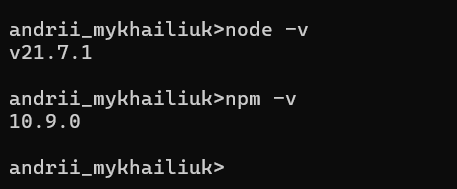 andrii_mykhailiuk>node -v
v21.7.1
andrii_mykhailiuk>npm -v
10.9.0
andrii_mykhailiuk>